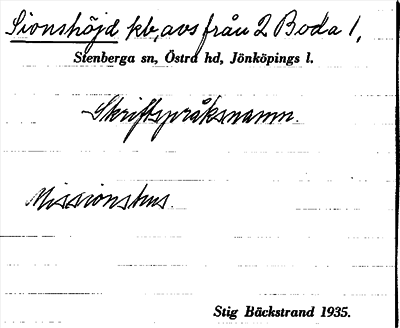 Sionshöjd kb, avs från 2 Boda 1,
Stenberga sn, Östra hd, Jönköpings l.
Skriftspråksnamn.
Missionshus.
Stig Bäckstrand 1935.